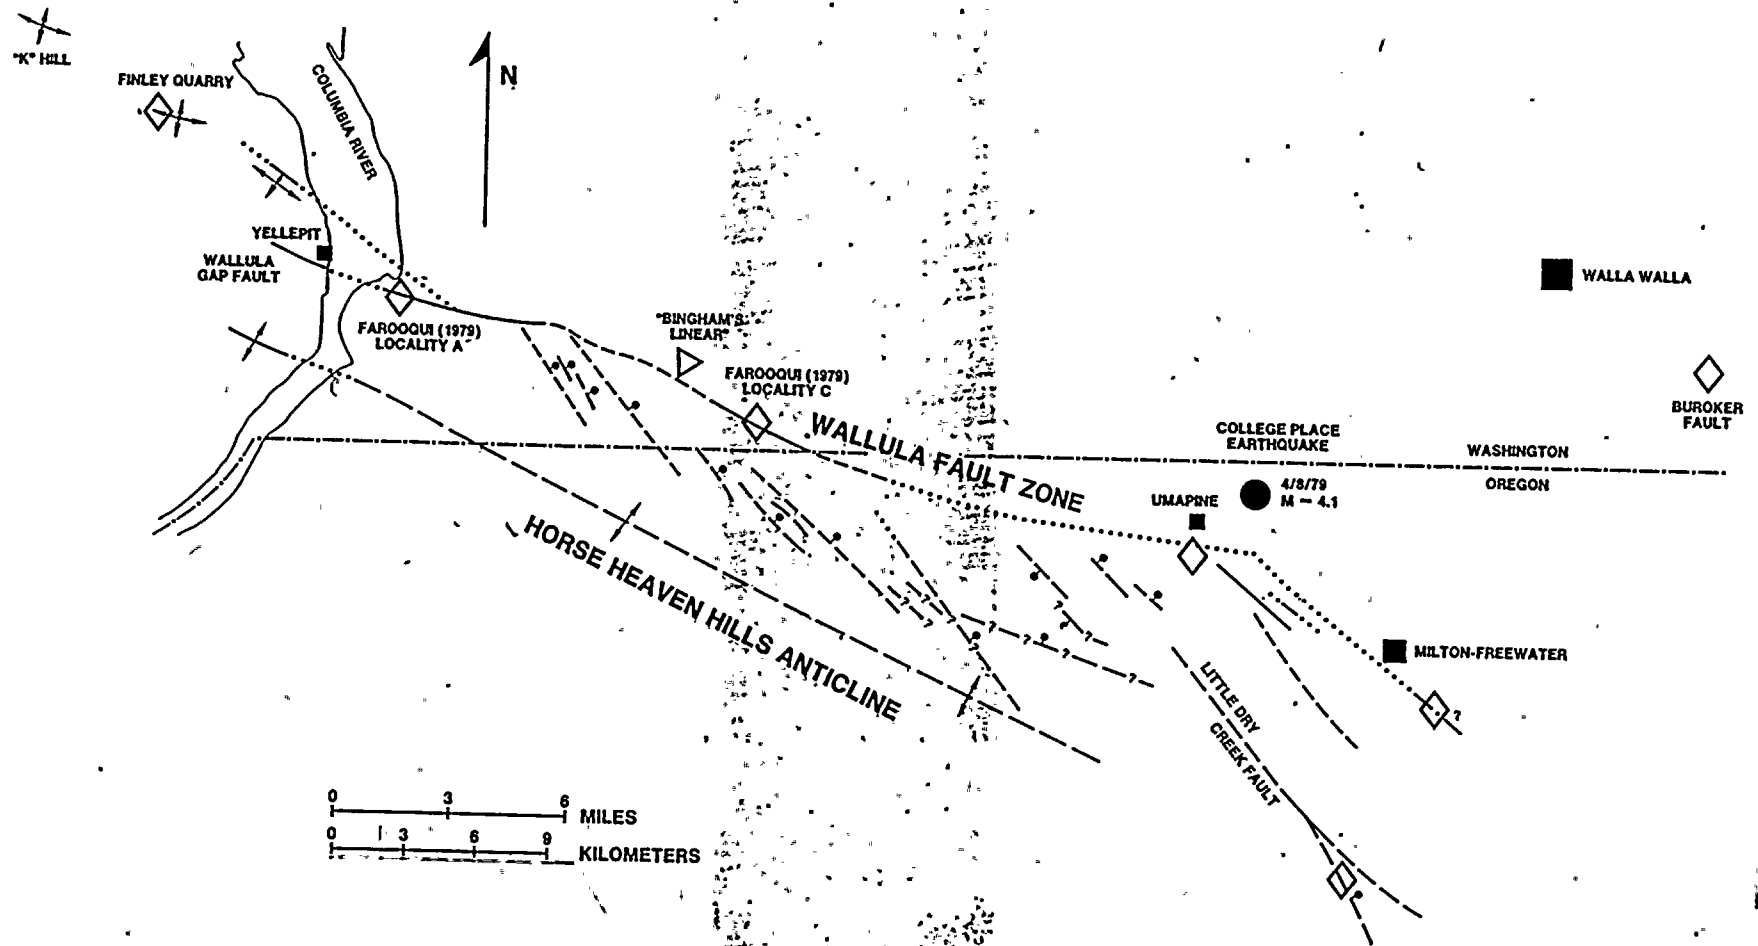 "K" HILL
FINLEY QUARRY
COLUMBIA RIVER
N
YELLEPIT
WALLULA
GAP FAULT
FAROOQUI (1979)
LOCALITY A
"BINGHAM'S
LINEAR"
FAROOQUI (1979)
LOCALITY C
WALLA WALLA
BUROKER
FAULT
WALLULA FAULT ZONE
COLLEGE PLACE
EARTHQUAKE
WASHINGTON
OREGON
4/8/79
M = 4.1
UMAPINE
HORSE HEAVEN HILLS ANTICLINE
? ? ? ? ? ? ? ? ?
MILTON-FREEWATER
?
LITTLE DRY
CREEK FAULT
0 3 6
MILES
0 3 6 9
KILOMETERS